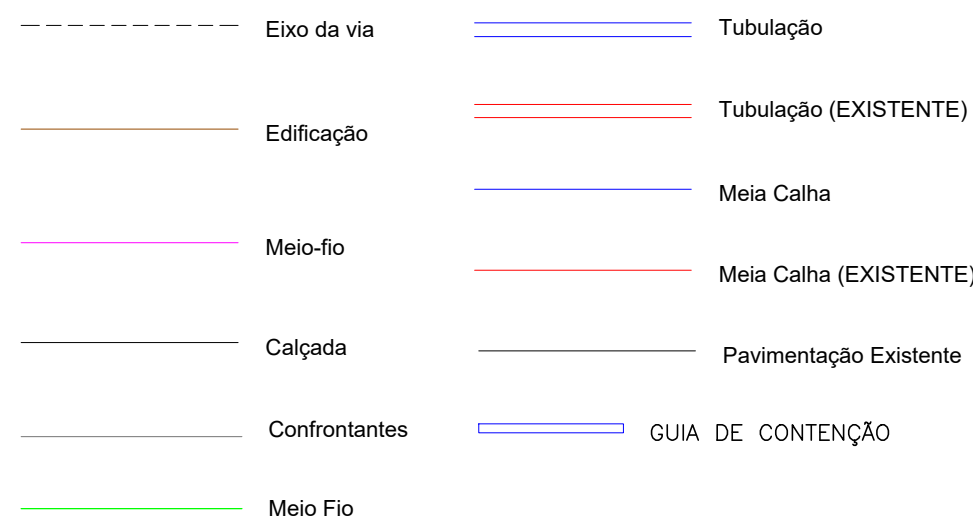 Eixo da via
Edificação
Meio-fio
Calçada
Confrontantes
Meio Fio
Tubulação
Tubulação (EXISTENTE)
Meia Calha
Meia Calha (EXISTENTE)
Pavimentação Existente
GUIA DE CONTENÇÃO